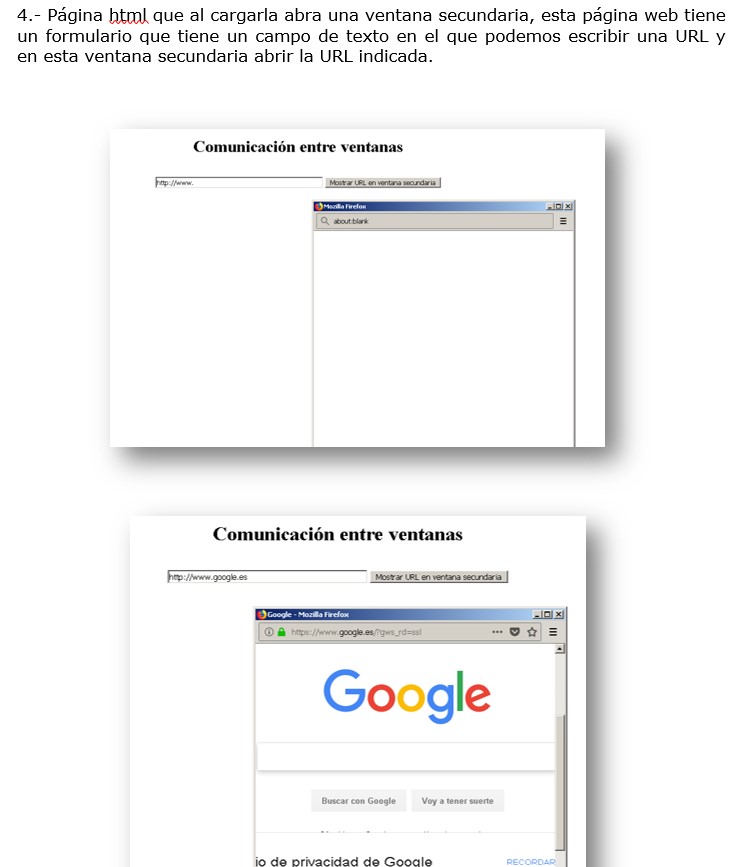 4.- Página html que al cargarla abra una ventana secundaria, esta página web tiene
un formulario que tiene un campo de texto en el que podemos escribir una URL y
en esta ventana secundaria abrir la URL indicada.
Comunicación entre ventanas
http://www. Mostrar URL en ventana secundaria
Mozilla Firefox
about:blank
Comunicación entre ventanas
http://www.google.es Mostrar URL en ventana secundaria
Google - Mozilla Firefox
https://www.google.es/?gws_rd=ssl
Google
Buscar con Google Voy a tener suerte
io de privacidad de Google RECORDAR